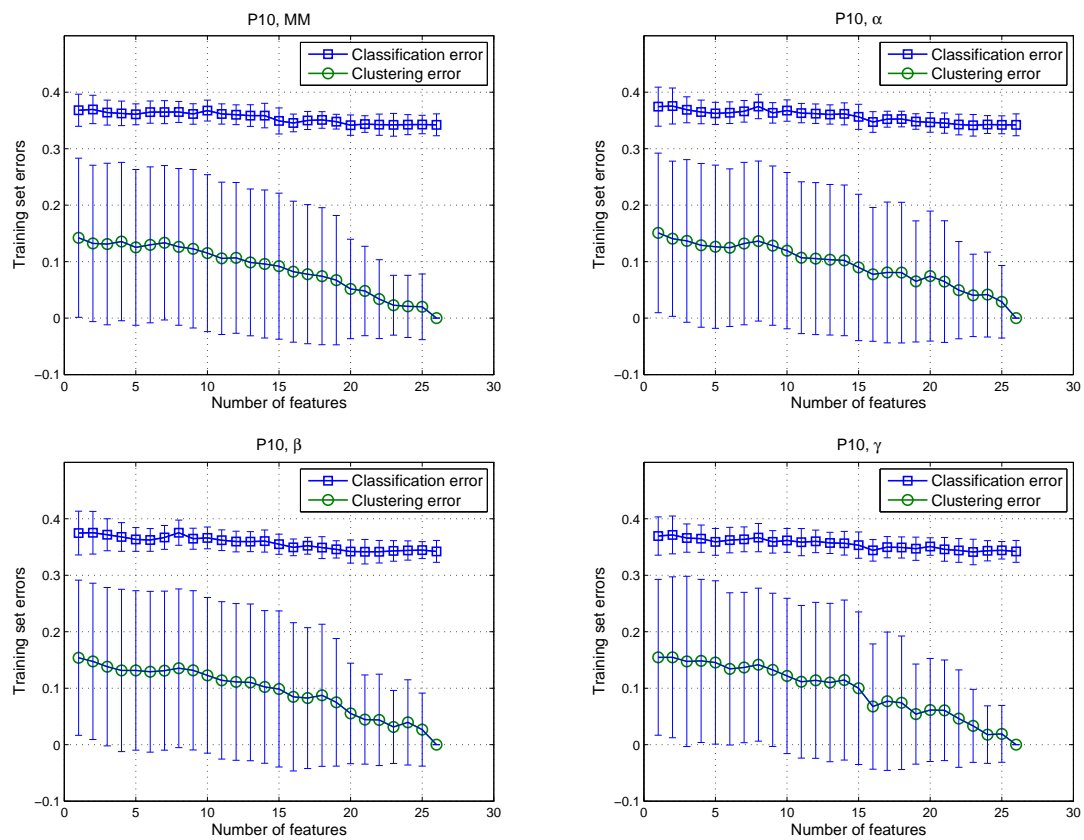 P10, MM
Classification error
Clustering error
Training set errors
0.4
0.3
0.2
0.1
0
−0.1
0 5 10 15 20 25 30
Number of features
P10, α
Classification error
Clustering error
Training set errors
0.4
0.3
0.2
0.1
0
−0.1
0 5 10 15 20 25 30
Number of features
P10, β
Classification error
Clustering error
Training set errors
0.4
0.3
0.2
0.1
0
−0.1
0 5 10 15 20 25 30
Number of features
P10, γ
Classification error
Clustering error
Training set errors
0.4
0.3
0.2
0.1
0
−0.1
0 5 10 15 20 25 30
Number of features